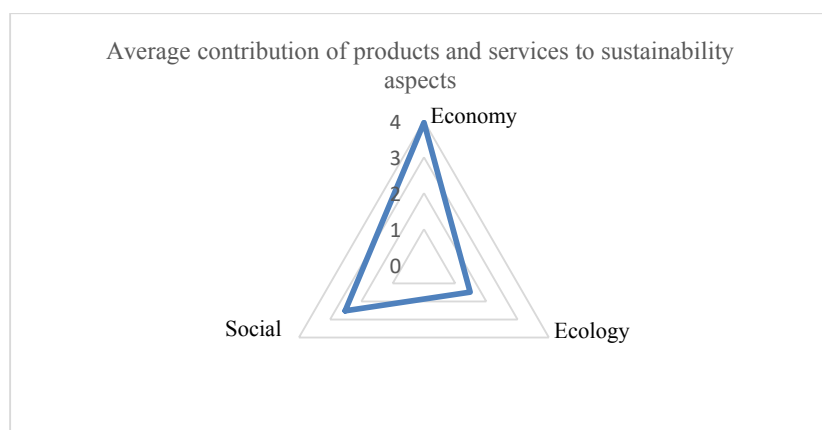 Average contribution of products and services to sustainability
aspects
4
Economy
3
2
1
0
Social
Ecology